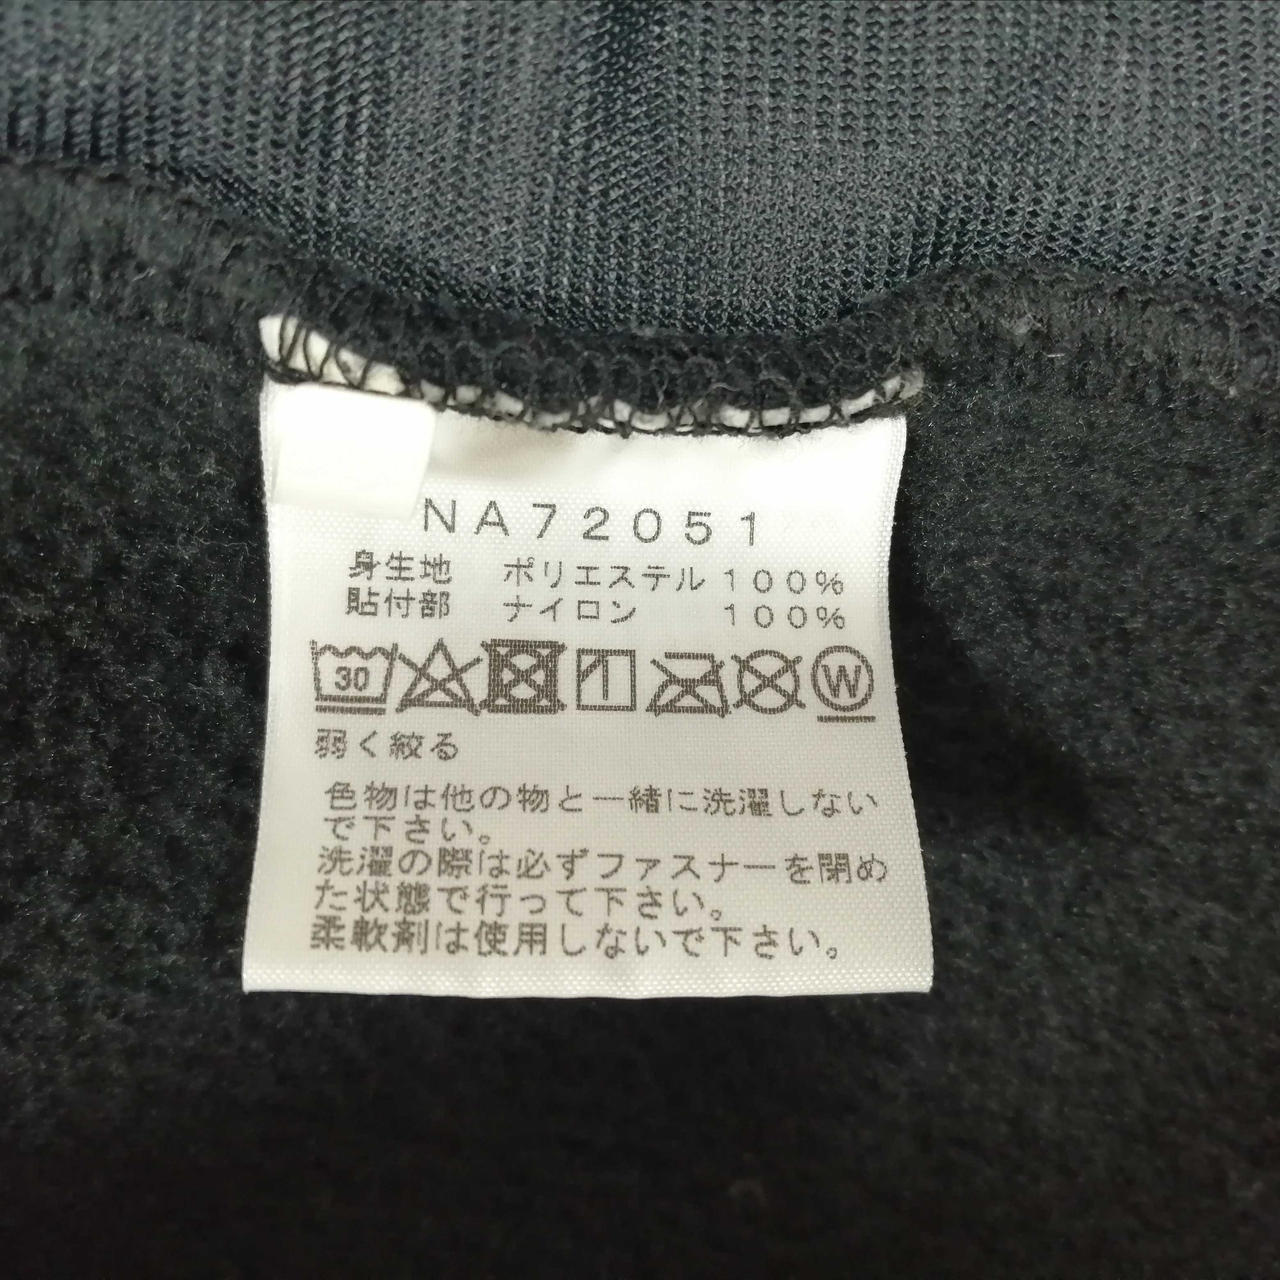 NA72051
身生地 ポリエステル100%
貼付部 ナイロン 100%
30 W
弱く絞る
色物は他の物と一緒に洗濯しない
で下さい。
洗濯の際は必ずファスナーを閉め
た状態で行って下さい。
柔軟剤は使用しないで下さい。